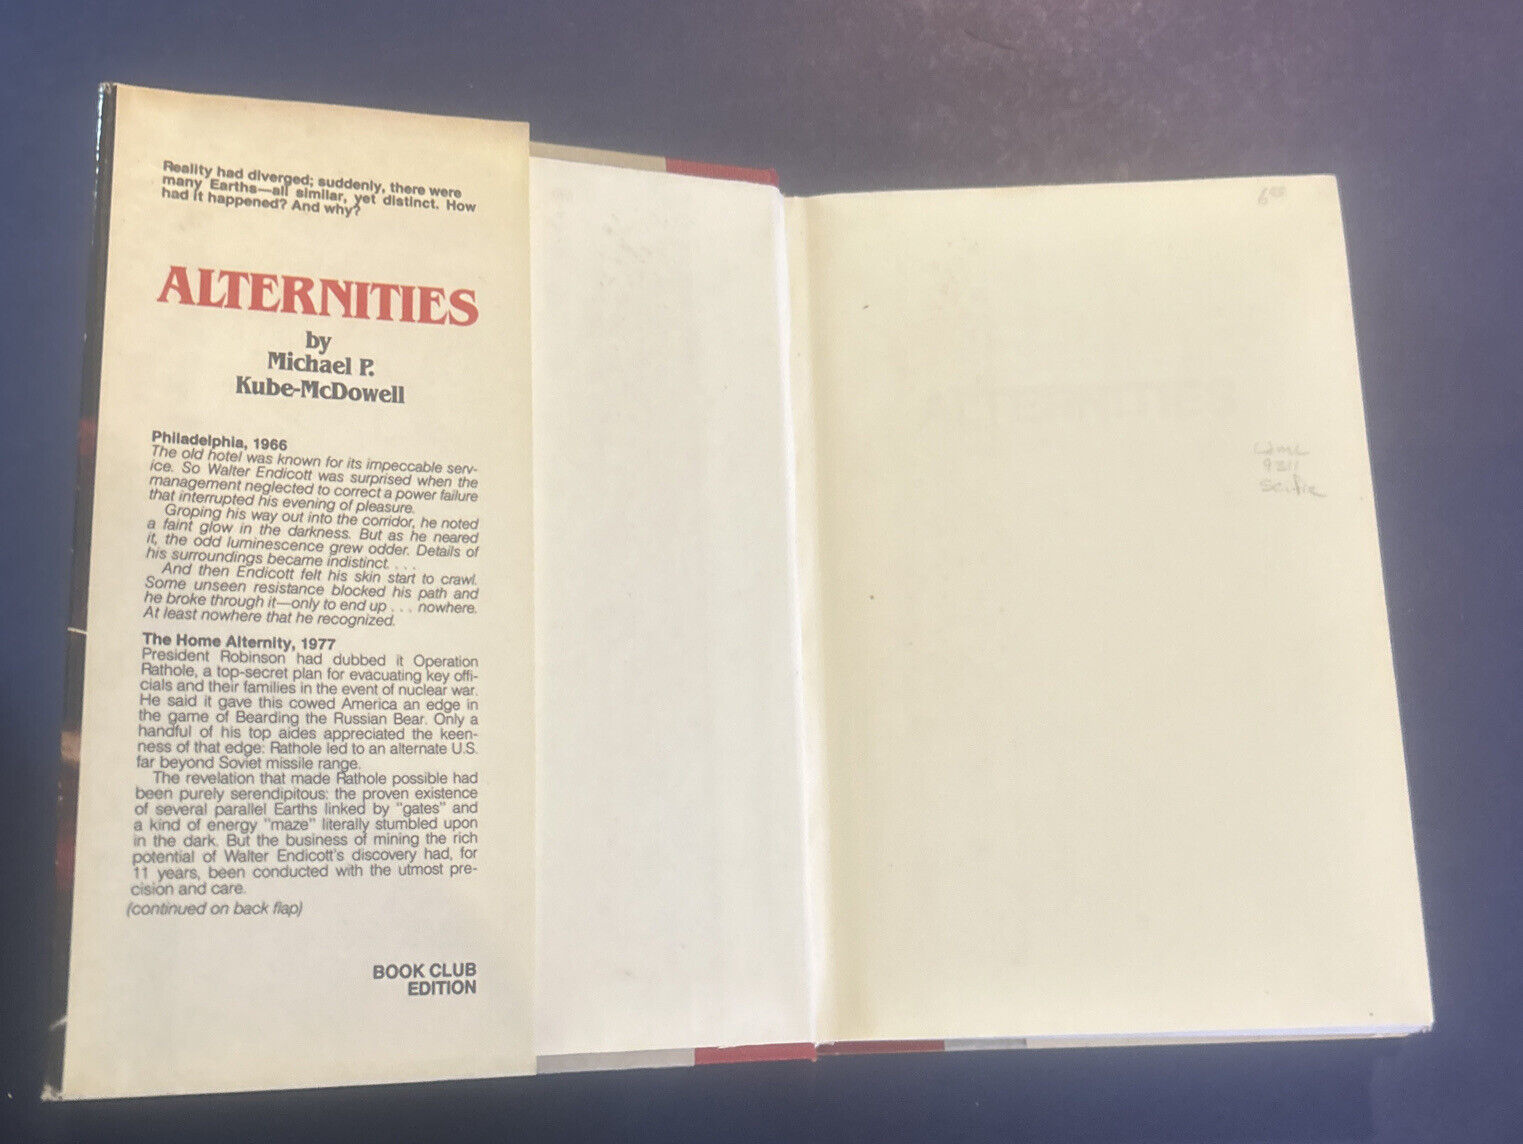 Reality had diverged; suddenly, there were
many Earths—all similar, yet distinct. How
had it happened? And why?
ALTERNITIES
by
Michael P.
Kube-McDowell
Philadelphia, 1966
The old hotel was known for its impeccable serv-
ice. So Walter Endicott was surprised when the
management neglected to correct a power failure
that interrupted his evening of pleasure.
Groping his way out into the corridor, he noted
a faint glow in the darkness. But as he neared
it, the odd luminescence grew odder. Details of
his surroundings became indistinct. . . .
And then Endicott felt his skin start to crawl.
Some unseen resistance blocked his path and
he broke through it—only to end up . . . nowhere.
At least nowhere that he recognized.
The Home Alternity, 1977
President Robinson had dubbed it Operation
Rathole, a top-secret plan for evacuating key offi-
cials and their families in the event of nuclear war.
He said it gave this cowed America an edge in
the game of Bearding the Russian Bear. Only a
handful of his top aides appreciated the keen-
ness of that edge: Rathole led to an alternate U.S.
far beyond Soviet missile range.
The revelation that made Rathole possible had
been purely serendipitous: the proven existence
of several parallel Earths linked by "gates" and
a kind of energy "maze" literally stumbled upon
in the dark. But the business of mining the rich
potential of Walter Endicott's discovery had, for
11 years, been conducted with the utmost pre-
cision and care.
(continued on back flap)
BOOK CLUB
EDITION
9311